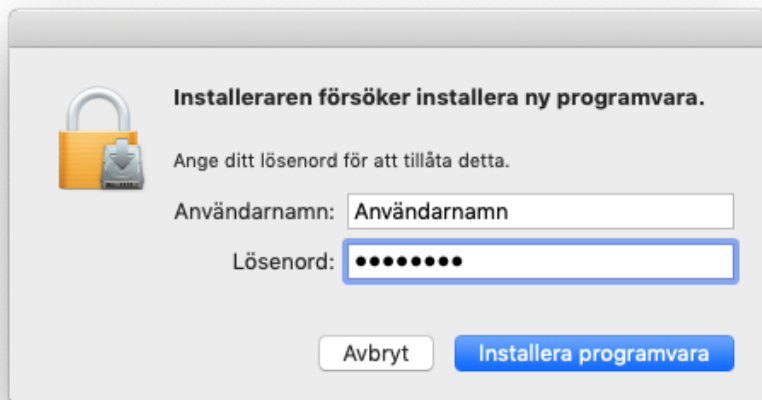 Installeraren försöker installera ny programvara.
Ange ditt lösenord för att tillåta detta.
Användarnamn: Användarnamn
Lösenord: ••••••••
Avbryt Installera programvara